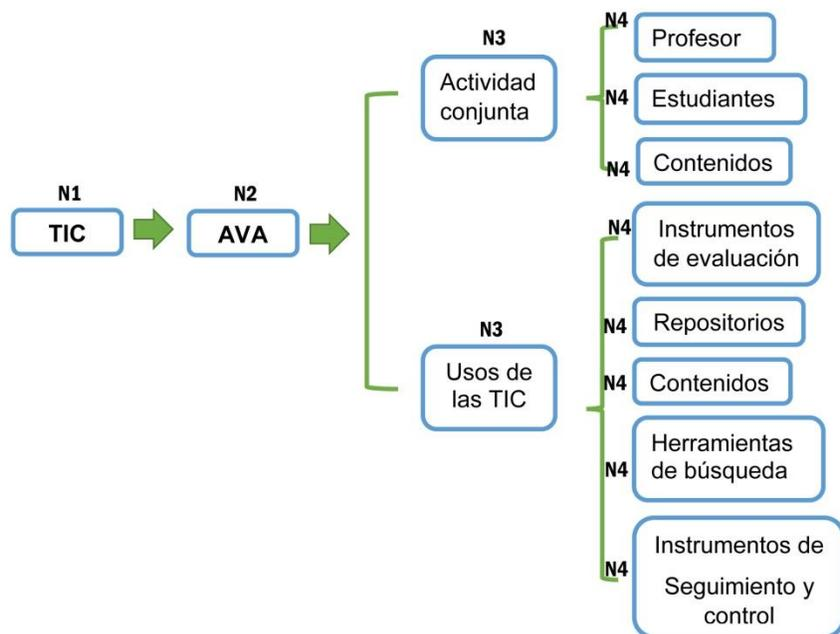 N1
TIC
N2
AVA
N3
Actividad
conjunta
N4
Profesor
N4
Estudiantes
N4
Contenidos
N3
Usos de
las TIC
N4
Instrumentos
de evaluación
N4
Repositorios
N4
Contenidos
N4
Herramientas
de búsqueda
N4
Instrumentos de
Seguimiento y
control